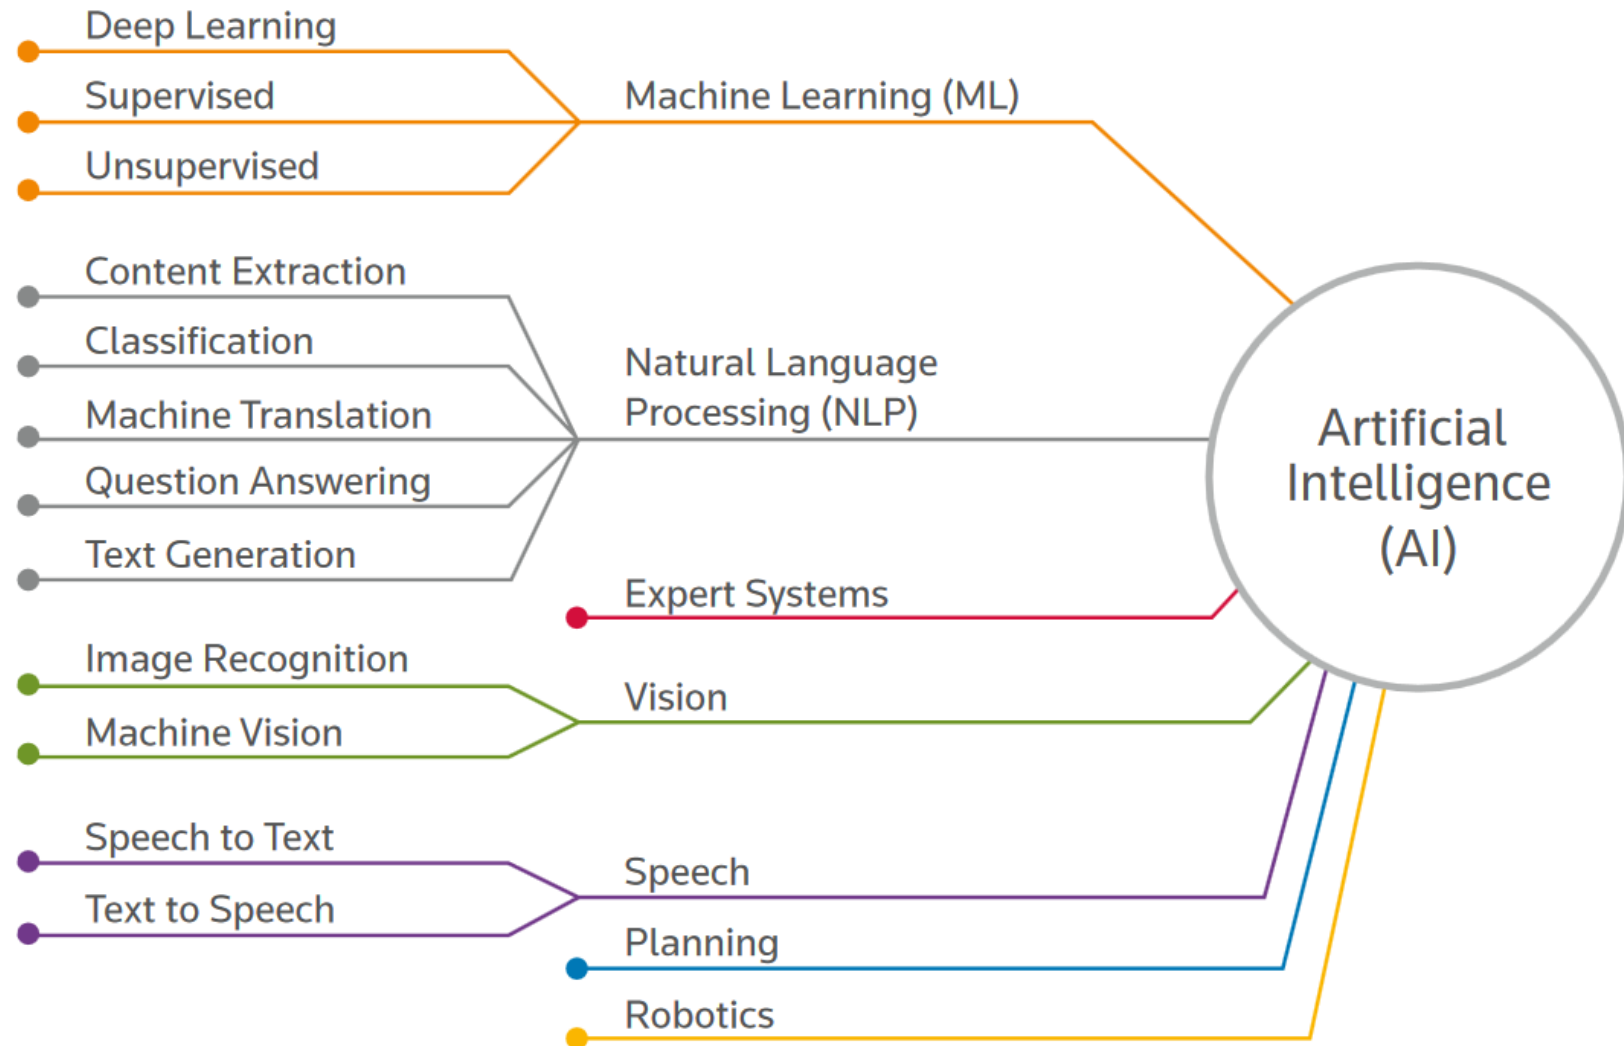 Deep Learning
Supervised
Unsupervised
Machine Learning (ML)
Content Extraction
Classification
Machine Translation
Question Answering
Text Generation
Natural Language
Processing (NLP)
Expert Systems
Image Recognition
Machine Vision
Vision
Speech to Text
Text to Speech
Speech
Planning
Robotics
Artificial
Intelligence
(AI)